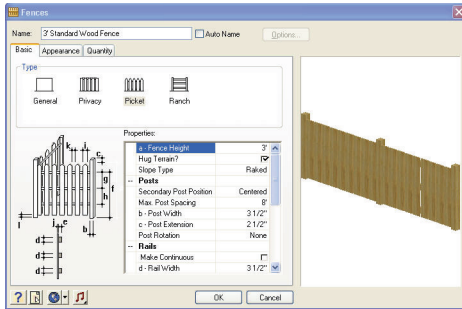 Fences
Name: 3' Standard Wood Fence Auto Name Options...
Basic Appearance Quantity
Type
General Privacy Picket Ranch
Properties:
a - Fence Height 3'
Hug Terrain?
Slope Type Raked
-- Posts
Secondary Post Position Centered
Max. Post Spacing 8'
b - Post Width 3 1/2"
c - Post Extension 2 1/2"
Post Rotation None
-- Rails
Make Continuous
d - Rail Width 3 1/2"
k i
c
g
f
h
l
j e
b
d
d
d
? OK Cancel